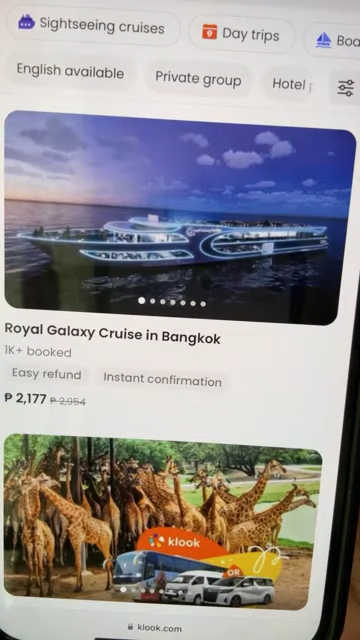 Sightseeing cruises
Day trips
Boa
English available
Private group
Hotel
Royal Galaxy Cruise in Bangkok
1K+ booked
Easy refund
Instant confirmation
₱ 2,177 ₱ 2,954
klook
OR
klook.com